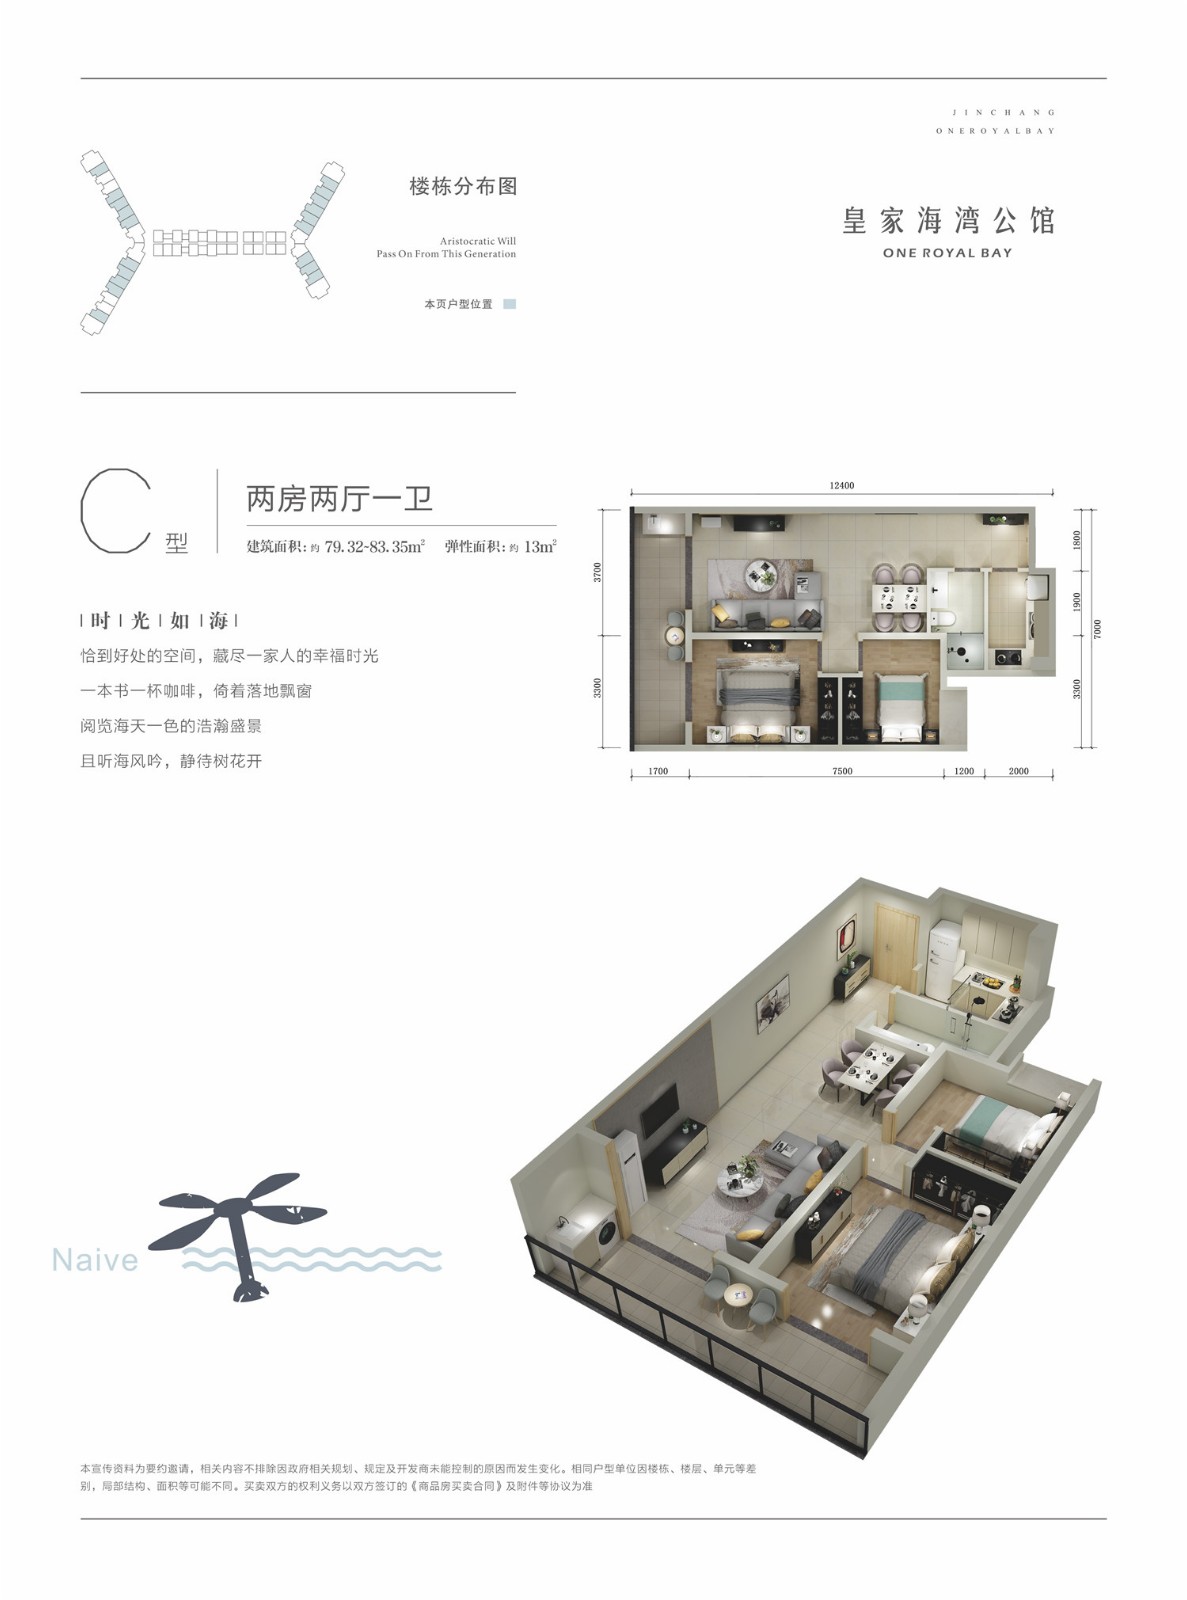 JINCHANG
ONEROYALBAY
楼栋分布图
皇家海湾公馆
Aristocratic Will
Pass On From This Generation
ONE ROYAL BAY
本页户型位置
C型
两房两厅一卫
建筑面积：约 79.32-83.35m² 弹性面积：约 13m²
时光如海
恰到好处的空间，藏尽一家人的幸福时光
一本书一杯咖啡，倚着落地飘窗
阅览海天一色的浩瀚盛景
且听海风吟，静待树花开
12400
3700
3300
1800
1900
3300
7000
1700
7500
1200
2000
Naive
本宣传资料为要约邀请，相关内容不排除因政府相关规划、规定及开发商未能控制的原因而发生变化。相同户型单位因楼栋、楼层、单元等差
别，局部结构、面积等可能不同。买卖双方的权利义务以双方签订的《商品房买卖合同》及附件等协议为准